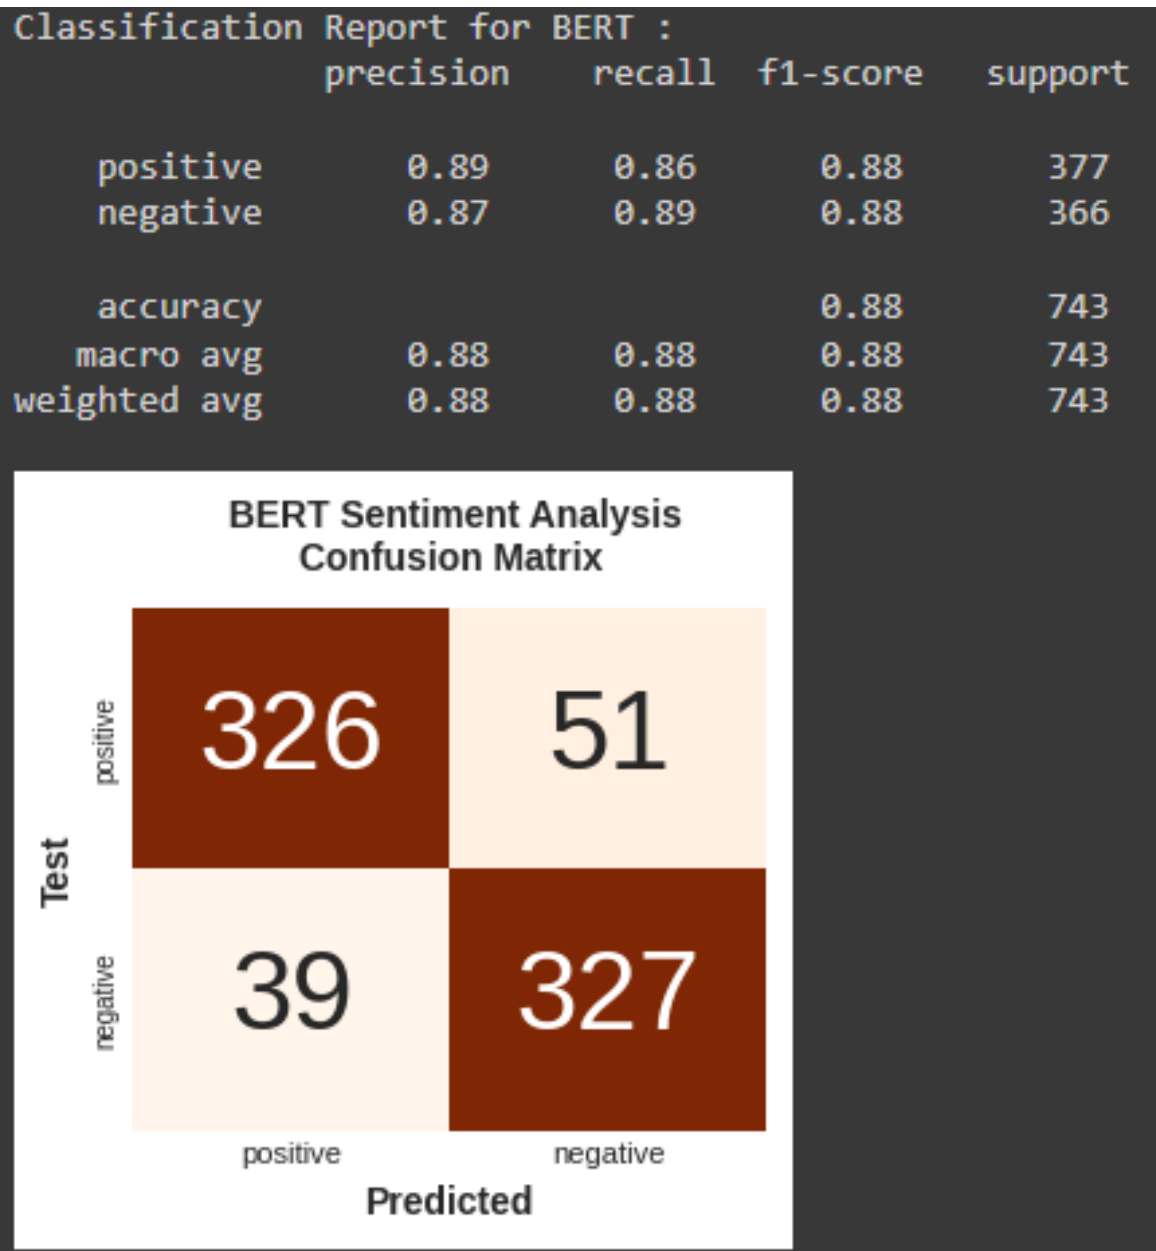 Classification Report for BERT :
precision recall f1-score support
positive 0.89 0.86 0.88 377
negative 0.87 0.89 0.88 366
accuracy 0.88 743
macro avg 0.88 0.88 0.88 743
weighted avg 0.88 0.88 0.88 743
BERT Sentiment Analysis
Confusion Matrix
positive 326 51
Test
negative 39 327
positive negative
Predicted